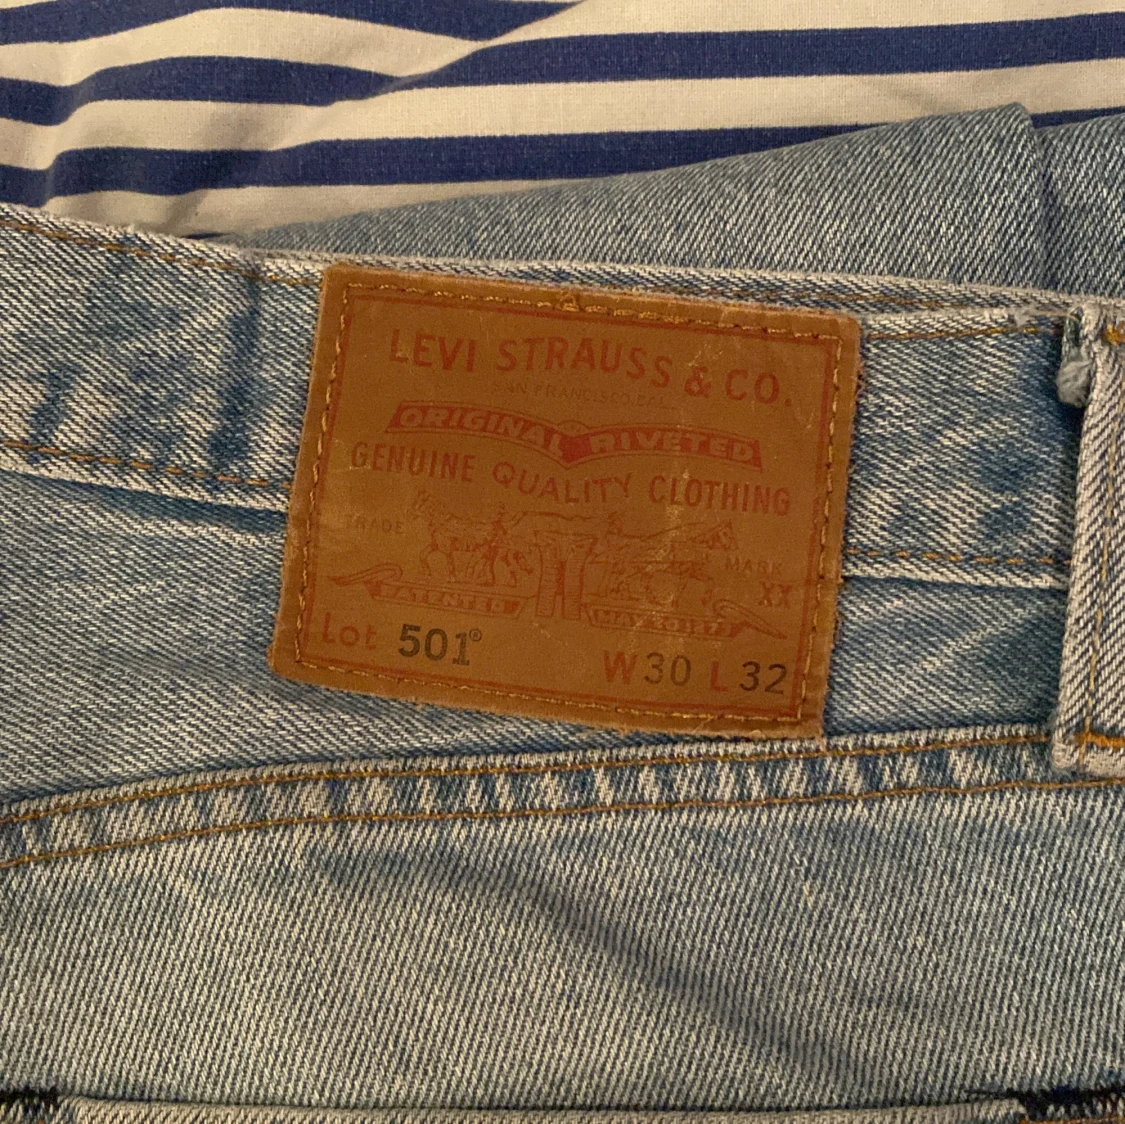 LEVI STRAUSS & CO.
SAN FRANCISCO, CAL.
ORIGINAL RIVETED
GENUINE QUALITY CLOTHING
TRADE MARK
XX
PATENTED MAY 20 1873
Lot 501® W30 L32